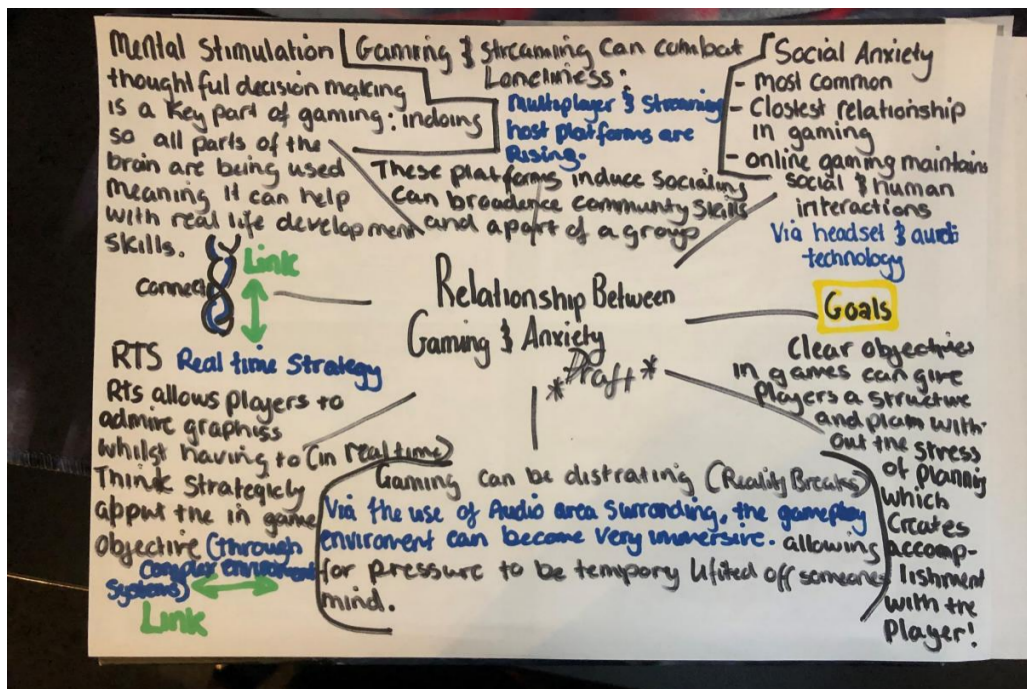 Mental Stimulation
thoughtful decision making
is a key part of gaming: indoing
so all parts of the
brain are being used
meaning it can help
with real life development
skills.
Gaming & streaming can combat
Loneliness:
Multiplayer & Streaming
host platforms are
Rising.
These platforms induce socialing
can broadence community skills
and apart of a group
Social Anxiety
- most common
- Clostest relationship
in gaming
- online gaming maintains
social & human
interactions
Via headset & audio
technology
Link
connect
Relationship Between
Gaming & Anxiety
*Draft*
Goals
Clear objectives
in games can give
Players a structure
and plan with-
out the stress
of planning
which
creates
accomp-
lishment
with the
Player!
RTS Real time Strategy
RTS allows players to
admire graphiss
whilst having to (in real time)
Think Strategicly
about the in game
objective (through
complex environment
systems)
Link
Gaming can be distrating (Reality Breaks)
Via the use of Audio area surronding, the gameplay
enviroment can become very immersive. allowing
for pressure to be tempory lifited off someones
mind.